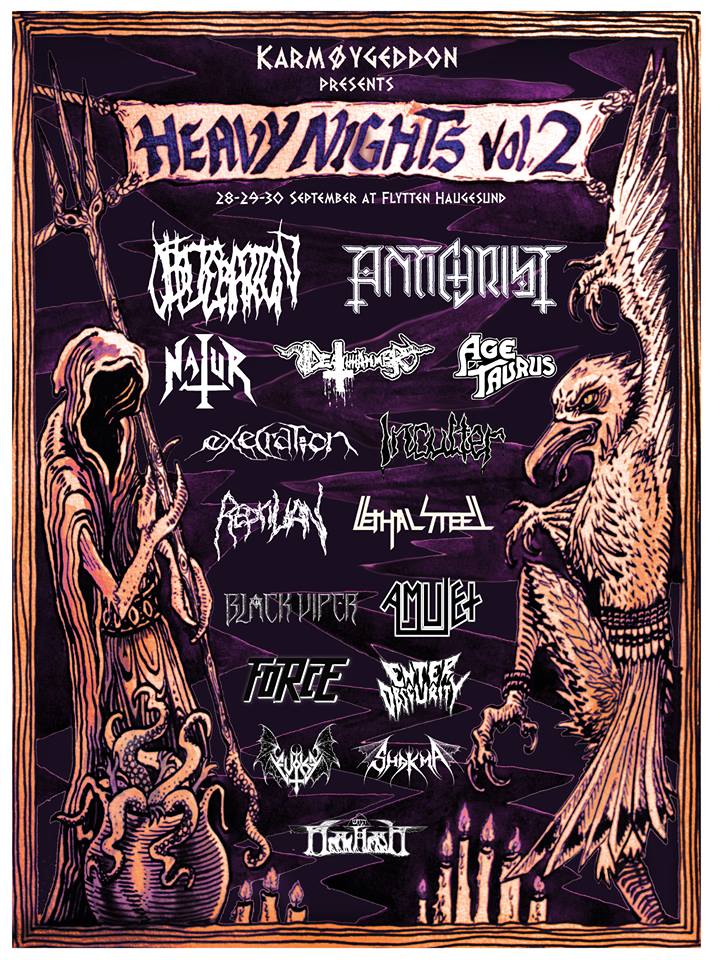 KARMØYGEDDON
PRESENTS
HEAVY NIGHTS VOL. 2
28-29-30 SEPTEMBER AT FLYTTEN HAUGESUND
OBLITERATION ANTICHRIST
NATUR DEATHHAMMER AGE OF TAURUS
execration Inculter
REPTILIAN LETHAL STEEL
BLACK VIPER AMULET
FORCE ENTER OBSCURITY
SHAKMA